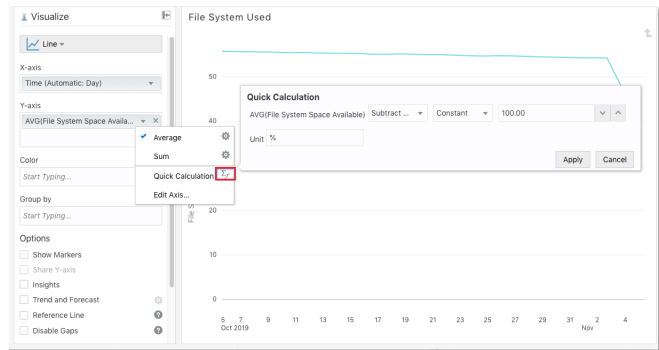 Visualize
Line
X-axis
Time (Automatic: Day)
Y-axis
AVG(File System Space Availa...
Average
Sum
Quick Calculation
Edit Axis...
Color
Start Typing...
Group by
Start Typing...
Options
Show Markers
Share Y-axis
Insights
Trend and Forecast
Reference Line
Disable Gaps
File System Used
50
40
20
10
0
File S
5 7 9 11 13 15 17 19 21 23 25 27 29 31 2 4
Oct 2019 Nov
Quick Calculation
AVG(File System Space Available) Subtract ... Constant 100.00
Unit %
Apply Cancel